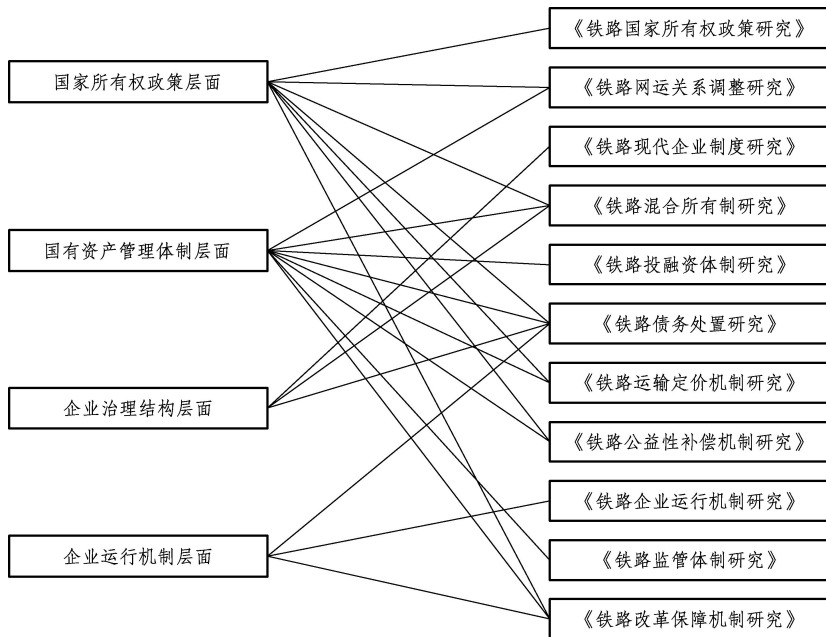 国家所有权政策层面
国有资产管理体制层面
企业治理结构层面
企业运行机制层面
《铁路国家所有权政策研究》
《铁路网运关系调整研究》
《铁路现代企业制度研究》
《铁路混合所有制研究》
《铁路投融资体制研究》
《铁路债务处置研究》
《铁路运输定价机制研究》
《铁路公益性补偿机制研究》
《铁路企业运行机制研究》
《铁路监管体制研究》
《铁路改革保障机制研究》